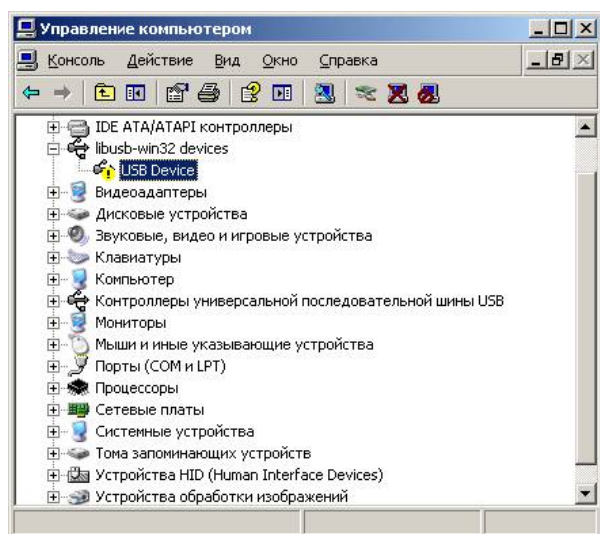 Управление компьютером
Консоль Действие Вид Окно Справка
IDE ATA/ATAPI контроллеры
libusb-win32 devices
USB Device
Видеоадаптеры
Дисковые устройства
Звуковые, видео и игровые устройства
Клавиатуры
Компьютер
Контроллеры универсальной последовательной шины USB
Мониторы
Мыши и иные указывающие устройства
Порты (COM и LPT)
Процессоры
Сетевые платы
Системные устройства
Тома запоминающих устройств
Устройства HID (Human Interface Devices)
Устройства обработки изображений